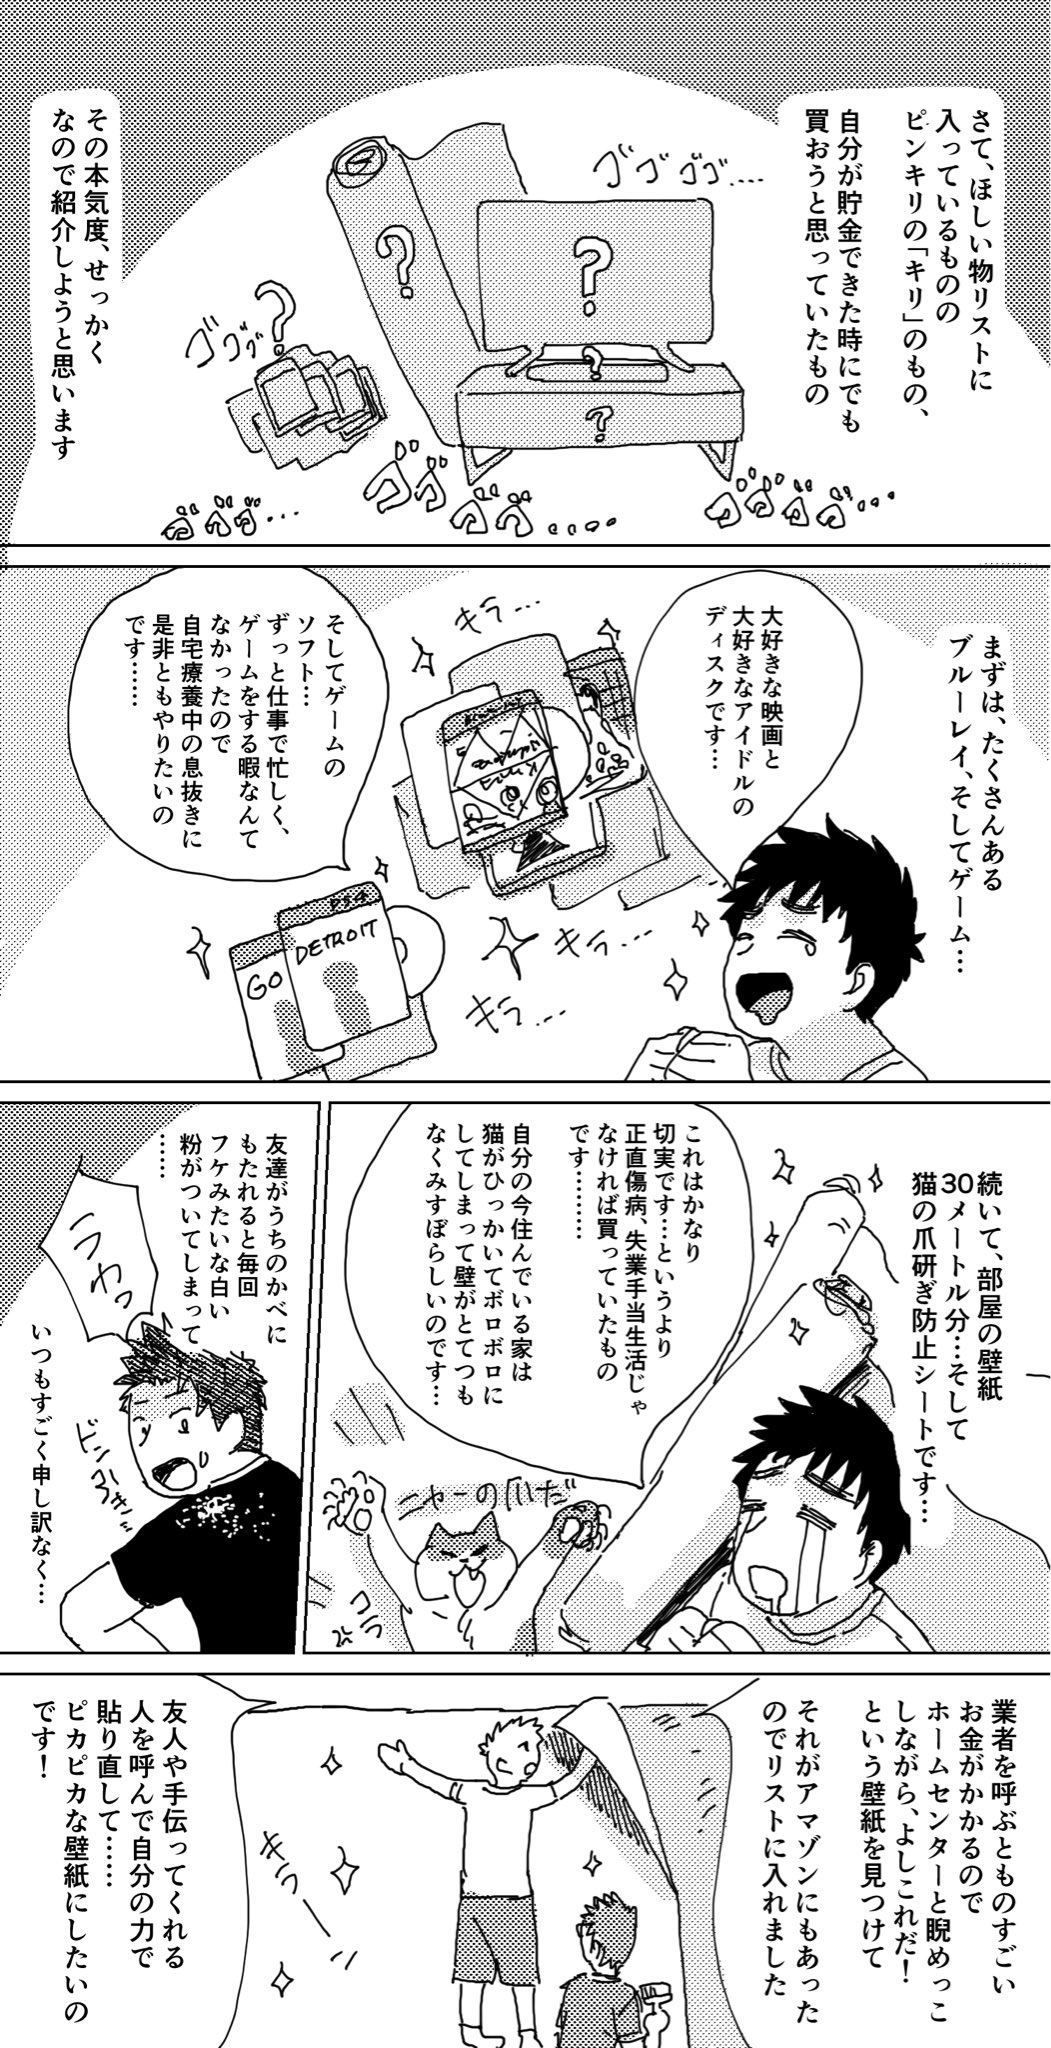 さて、ほしい物リストに
入っているものの
ピンキリの「キリ」のもの、
自分が貯金できた時にでも
買おうと思っていたもの
ゴゴゴゴ....
?
?
?
?
?
ゴゴゴ
ゴゴゴゴ.....
ゴゴゴゴ...
ゴゴゴ...
その本気度、せっかく
なので紹介しようと思います
まずは、たくさんある
ブルーレイ、そしてゲーム…
大好きな映画と
大好きなアイドルの
ディスクです…
キラ...
キラ...
キラ...
そしてゲームの
ソフト…
ずっと仕事で忙しく、
ゲームをする暇なんて
なかったので
自宅療養中の息抜きに
是非ともやりたいの
です……
PS4
DETROIT
GO
続いて、部屋の壁紙
30メートル分…そして
猫の爪研ぎ防止シートです…
これはかなり
切実です…というより
正直傷病、失業手当生活じゃ
なければ買っていたもの
です………
自分の今住んでいる家は
猫がひっかいてボロボロに
してしまって壁がとてつも
なくみすぼらしいのです…
ニャーの爪だ
コラ
友達がうちのかべに
もたれると毎回
フケみたいな白い
粉がついてしまって
……
うわっ
ドン引き
いつもすごく申し訳なく…
業者を呼ぶとものすごい
お金がかかるので
ホームセンターと睨めっこ
しながら、よしこれだ！
という壁紙を見つけて
それがアマゾンにもあった
のでリストに入れました
キラーン
友人や手伝ってくれる
人を呼んで自分の力で
貼り直して……
ピカピカな壁紙にしたいの
です！